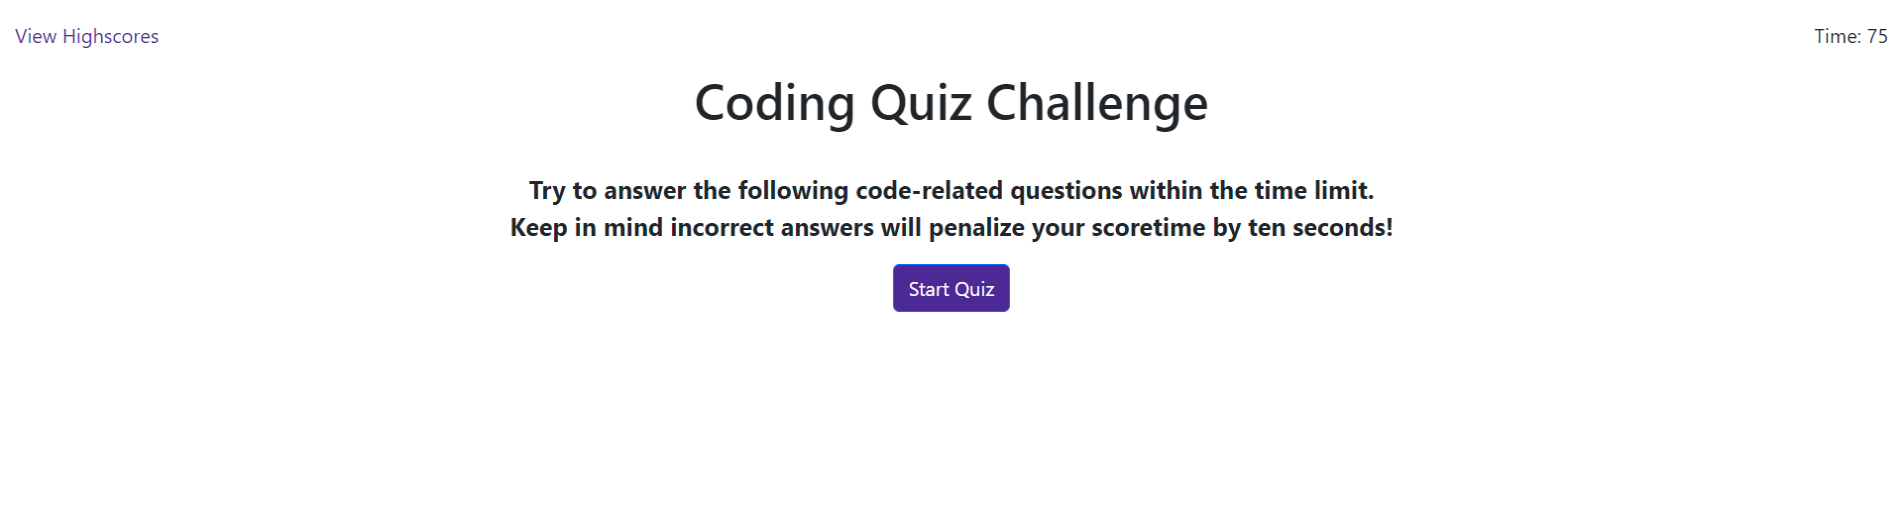 View Highscores
Time: 75
Coding Quiz Challenge
Try to answer the following code-related questions within the time limit.
Keep in mind incorrect answers will penalize your scoretime by ten seconds!
Start Quiz